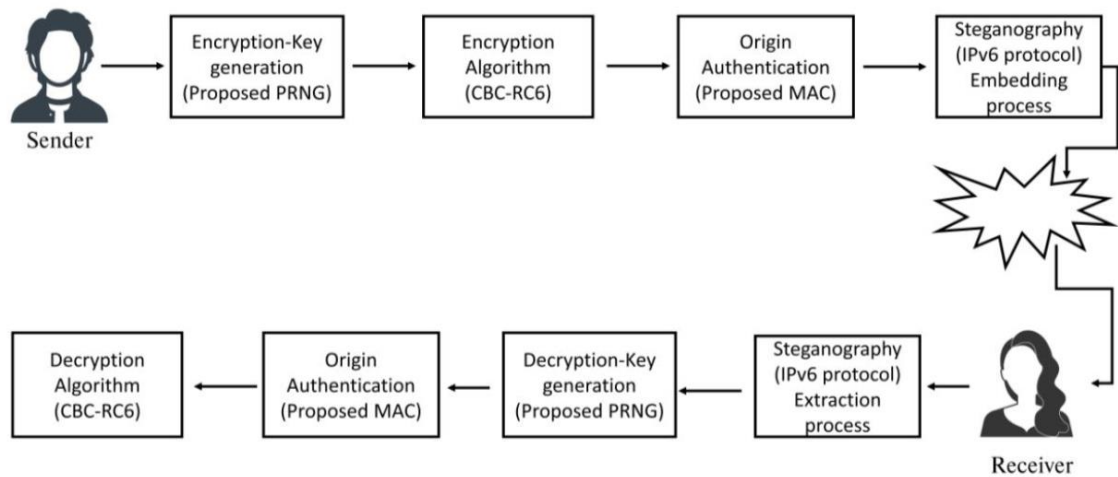 Encryption-Key
generation
(Proposed PRNG)
Encryption
Algorithm
(CBC-RC6)
Origin
Authentication
(Proposed MAC)
Steganography
(IPv6 protocol)
Embedding
process
Sender
Decryption
Algorithm
(CBC-RC6)
Origin
Authentication
(Proposed MAC)
Decryption-Key
generation
(Proposed PRNG)
Steganography
(IPv6 protocol)
Extraction
process
Receiver